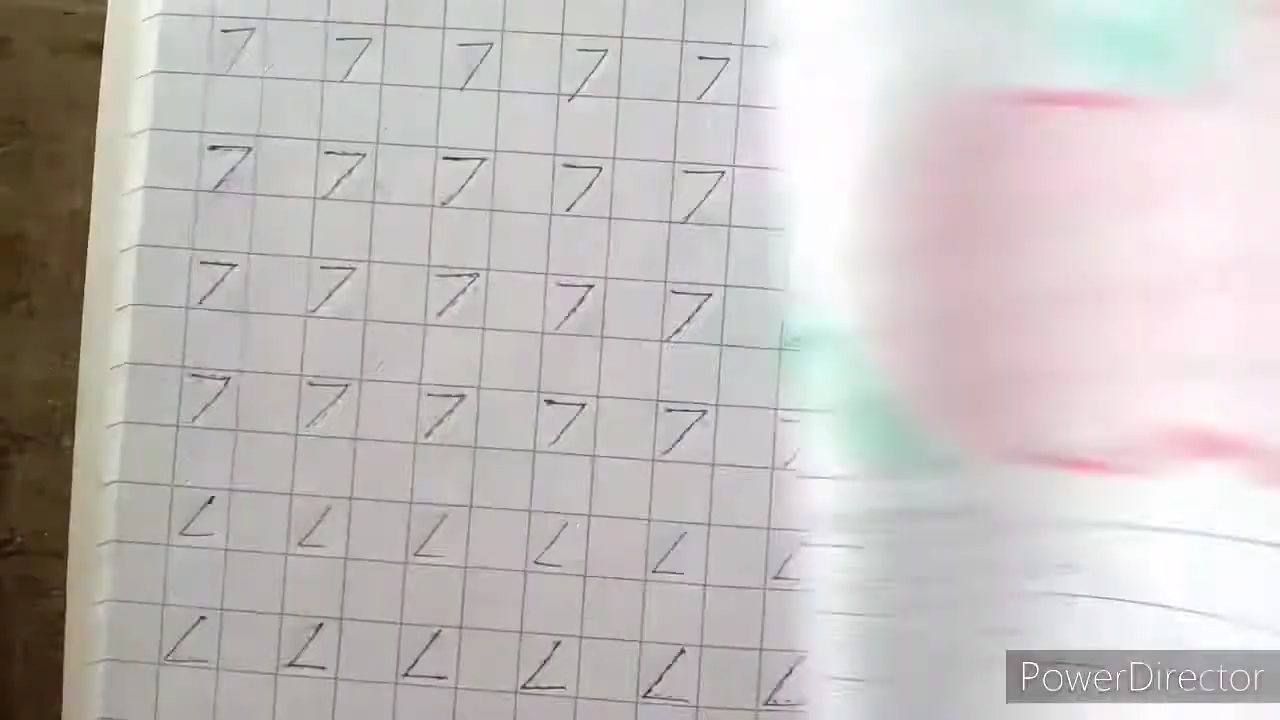 7 7 7 7 7
7 7 7 7 7
7 7 7 7 7
7 7 7 7 7
∠ ∠ ∠ ∠ ∠ ∠
∠ ∠ ∠ ∠ ∠ ∠
PowerDirector